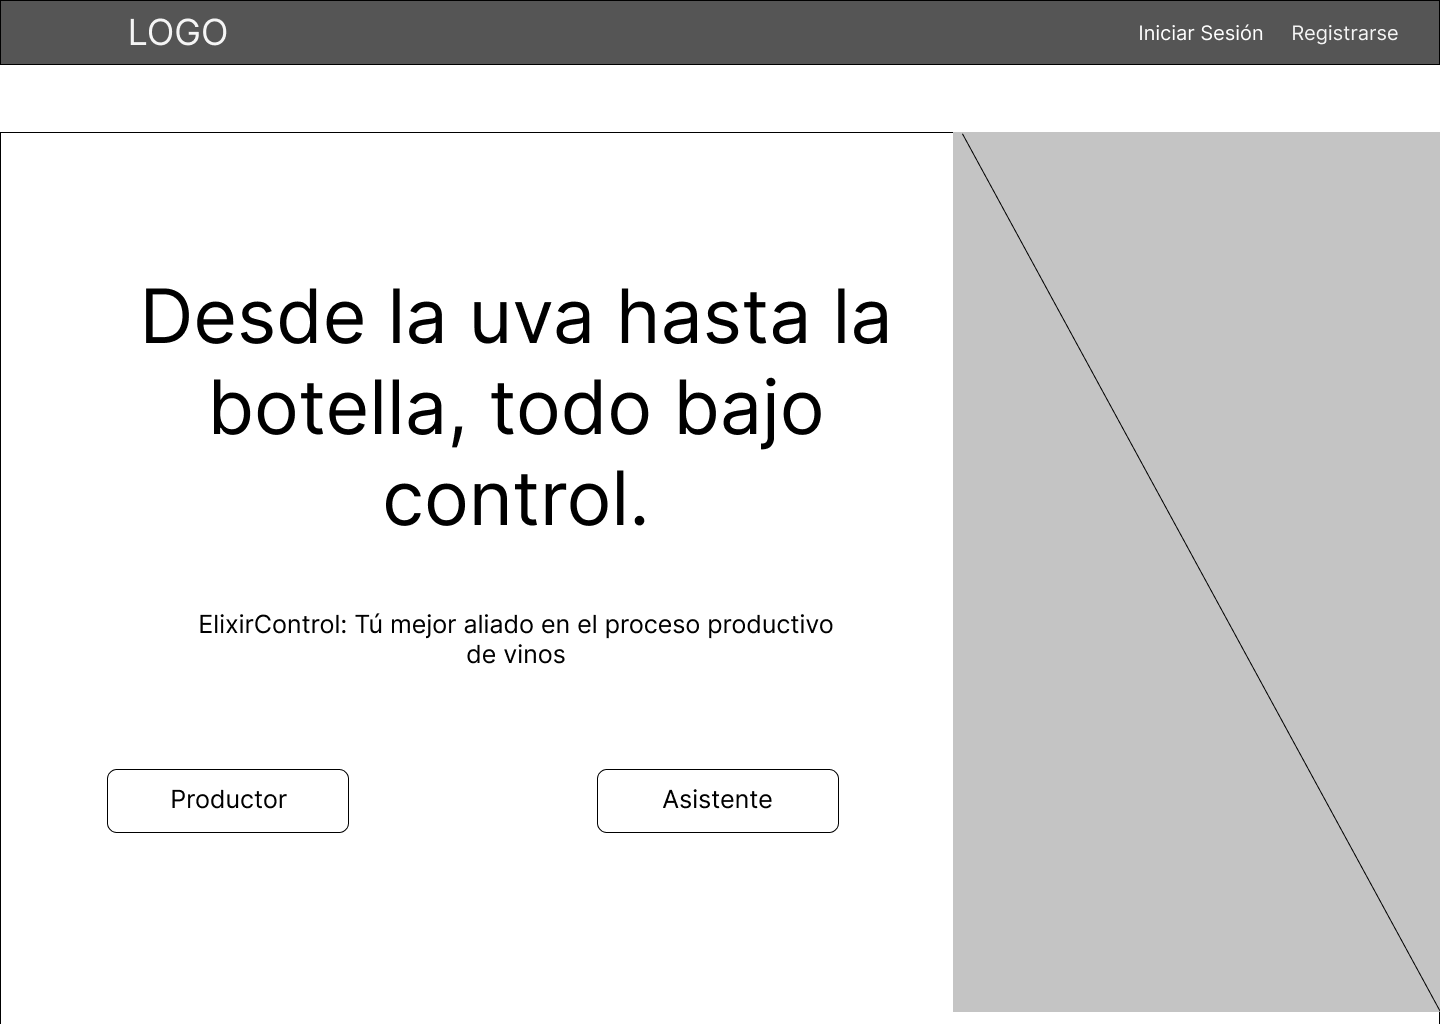 LOGO
Iniciar Sesión
Registrarse
Desde la uva hasta la
botella, todo bajo
control.
ElixirControl: Tú mejor aliado en el proceso productivo
de vinos
Productor
Asistente